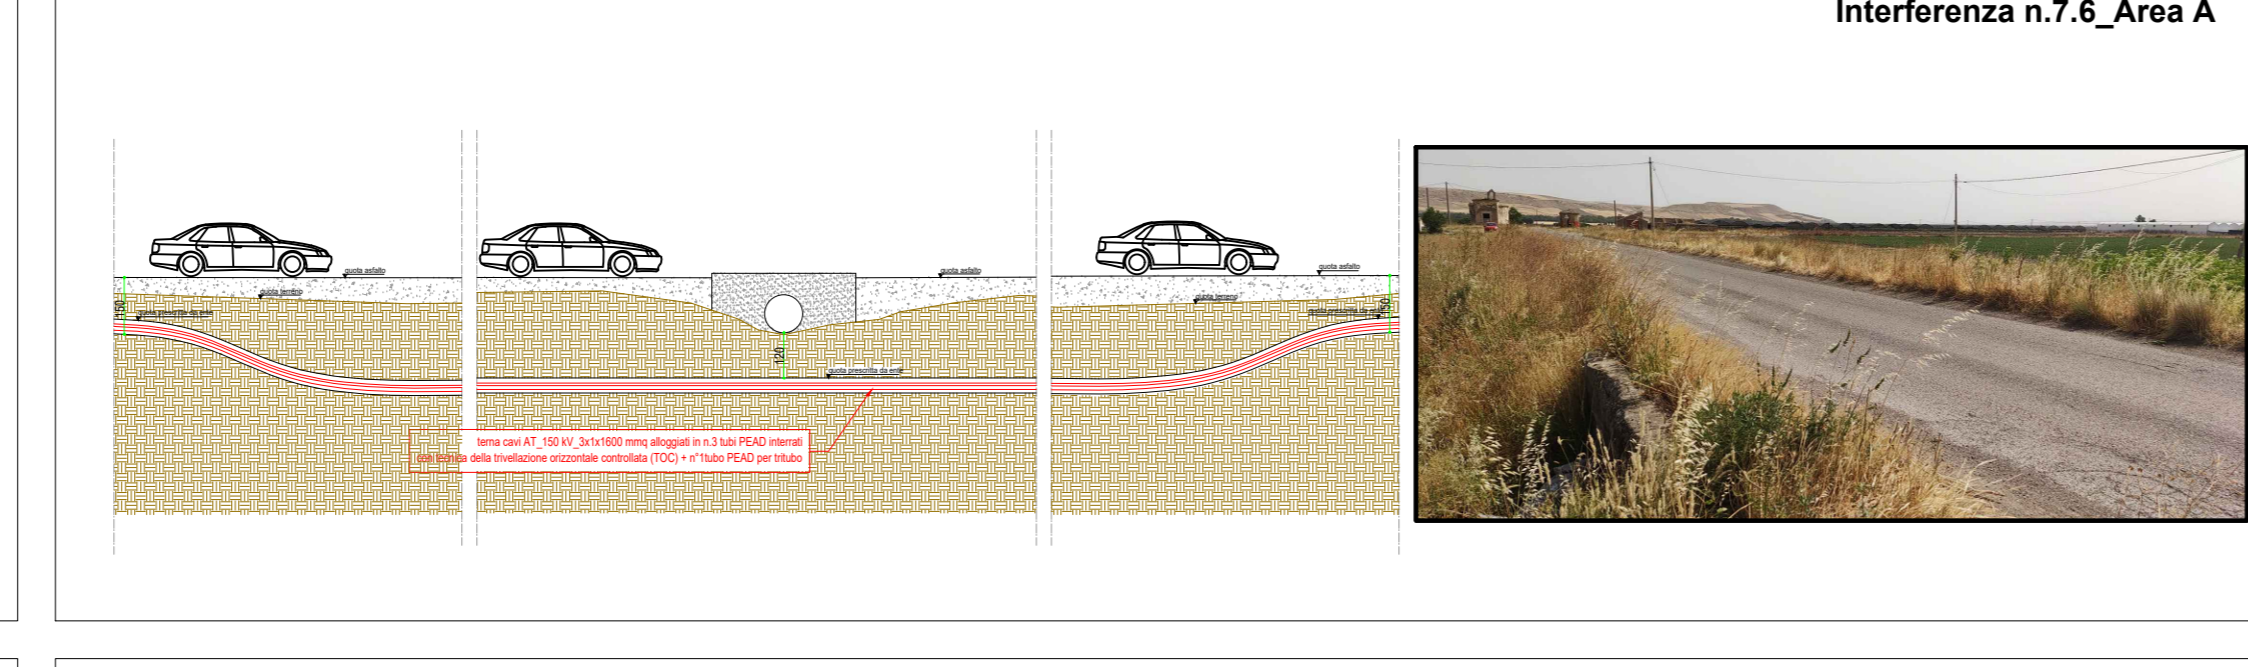 Interferenza n.7.6_Area A
quota asfalto
quota asfalto
quota asfalto
quota terreno
quota terreno
150
quota prescritta da ente
quota prescritta da ente
150
120
quota prescritta da ente
terna cavi AT_150 kV_3x1x1600 mmq alloggiati in n.3 tubi PEAD interrati
con tecnica della trivellazione orizzontale controllata (TOC) + n°1tubo PEAD per tritubo